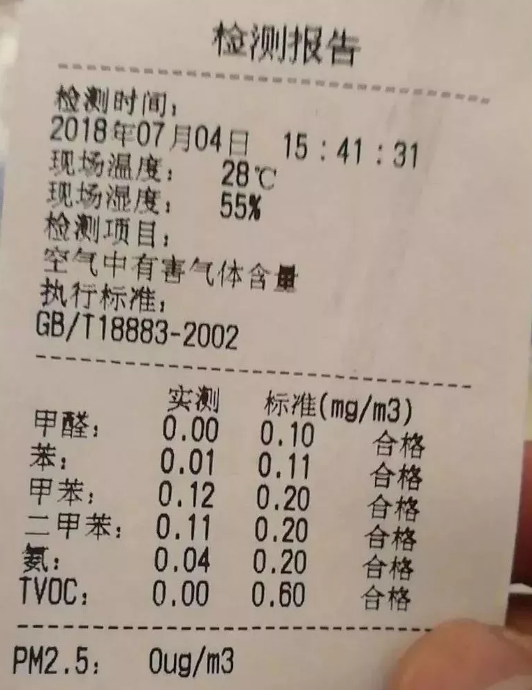 检测报告
检测时间:
2018年07月04日 15:41:31
现场温度: 28℃
现场湿度: 55%
检测项目:
空气中有害气体含量
执行标准:
GB/T18883-2002
实测 标准(mg/m3)
甲醛: 0.00 0.10 合格
苯: 0.01 0.11 合格
甲苯: 0.12 0.20 合格
二甲苯: 0.11 0.20 合格
氨: 0.04 0.20 合格
TVOC: 0.00 0.60 合格
PM2.5: 0ug/m3